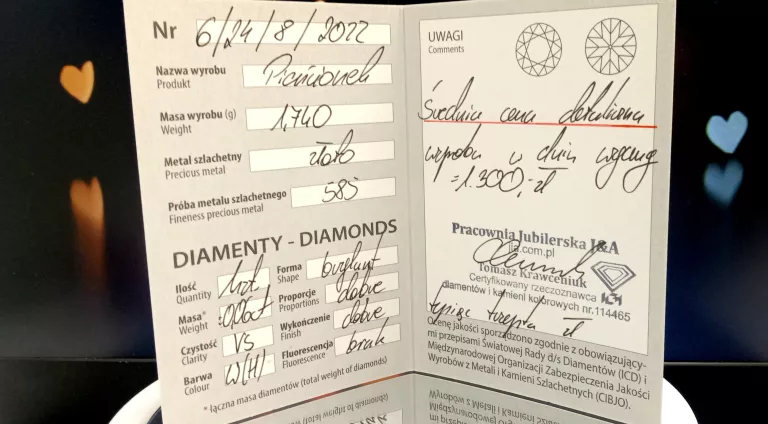 Nr 6/24/8/2022
Nazwa wyrobu Pierścionek
Produkt
Masa wyrobu (g) 1,740
Weight
Metal szlachetny złoto
Precious metal
Próba metalu szlachetnego 585
Fineness precious metal
DIAMENTY - DIAMONDS
Ilość 1szt. Forma brylant
Quantity Shape
Masa* Proporcje dobre
Weight Proportions
Czystość VS Wykończenie dobre
Clarity Finish
Barwa W(H) Fluorescencja brak
Colour Fluorescence
* łączna masa diamentów (total weight of diamonds)
UWAGI
Comments
Średnia cena detaliczna
wyrobu w dniu wyceny
=1.300,- zł
Pracownia Jubilerska J&A
jia.com.pl
Tomasz Krawceniuk
Certyfikowany rzeczoznawca
diamentów i kamieni kolorowych nr.114465
tysiąc trzysta zł
Ocenę jakości sporządzono zgodnie z obowiązujący-
mi przepisami Światowej Rady d/s Diamentów (ICD) i
Międzynarodowej Organizacji Zabezpieczenia Jakości
Wyrobów z Metali i Kamieni Szlachetnych (CIBJO).